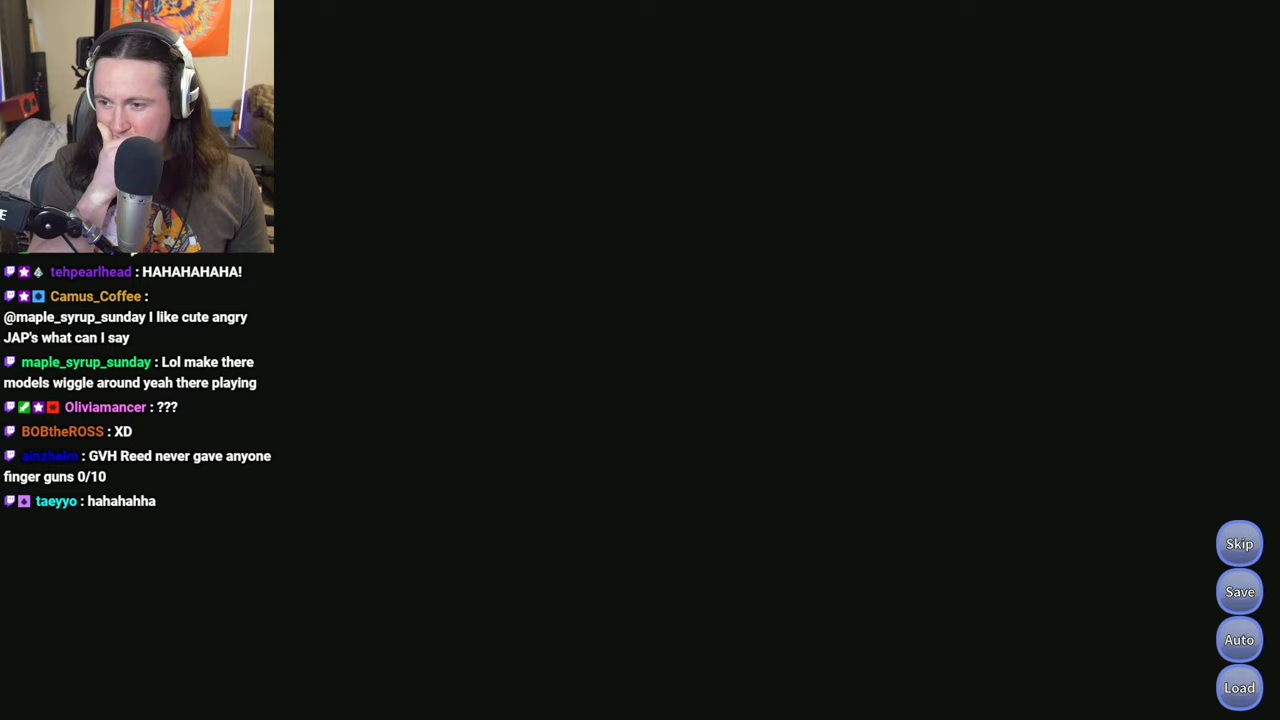 E
tehpearlhead : HAHAHAHAHA!
Camus_Coffee :
@maple_syrup_sunday I like cute angry
JAP's what can I say
maple_syrup_sunday : Lol make there
models wiggle around yeah there playing
Oliviamancer : ???
BOBtheROSS : XD
ainzhelm : GVH Reed never gave anyone
finger guns 0/10
taeyyo : hahahahha
Skip
Save
Auto
Load